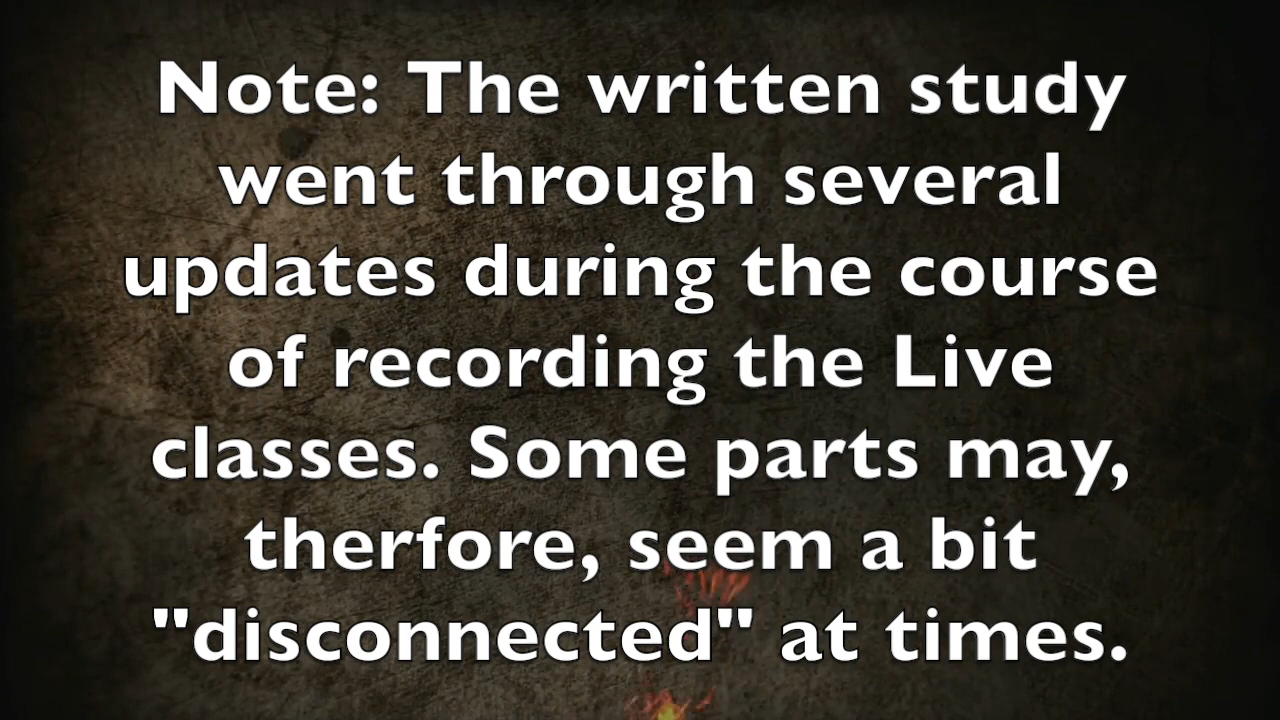 Note: The written study
went through several
updates during the course
of recording the Live
classes. Some parts may,
therfore, seem a bit
"disconnected" at times.